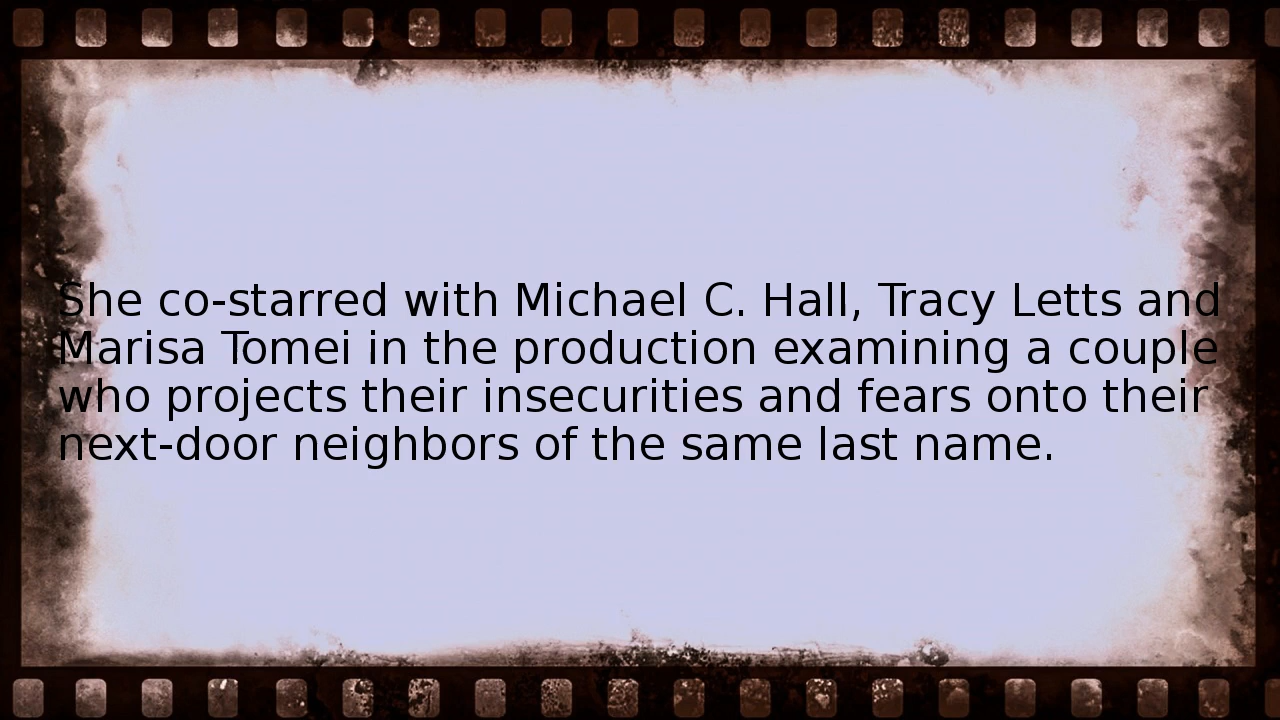 She co-starred with Michael C. Hall, Tracy Letts and
Marisa Tomei in the production examining a couple
who projects their insecurities and fears onto their
next-door neighbors of the same last name.